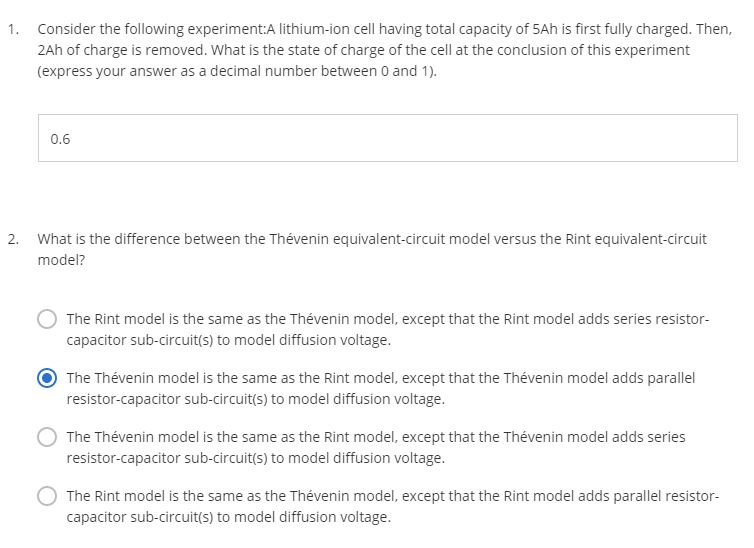 1. Consider the following experiment:A lithium-ion cell having total capacity of 5Ah is first fully charged. Then,
2Ah of charge is removed. What is the state of charge of the cell at the conclusion of this experiment
(express your answer as a decimal number between 0 and 1).
0.6
2. What is the difference between the Thévenin equivalent-circuit model versus the Rint equivalent-circuit
model?
The Rint model is the same as the Thévenin model, except that the Rint model adds series resistor-
capacitor sub-circuit(s) to model diffusion voltage.
The Thévenin model is the same as the Rint model, except that the Thévenin model adds parallel
resistor-capacitor sub-circuit(s) to model diffusion voltage.
The Thévenin model is the same as the Rint model, except that the Thévenin model adds series
resistor-capacitor sub-circuit(s) to model diffusion voltage.
The Rint model is the same as the Thévenin model, except that the Rint model adds parallel resistor-
capacitor sub-circuit(s) to model diffusion voltage.